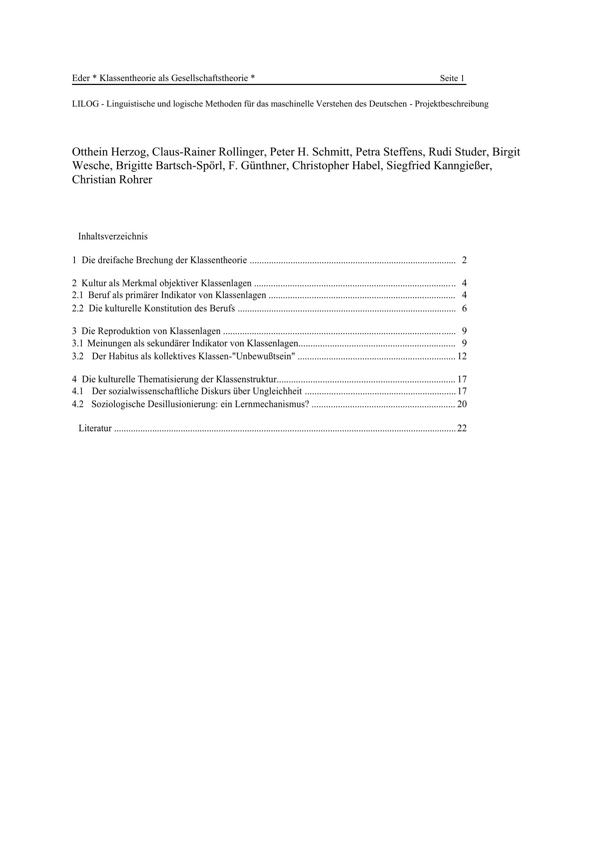 Eder * Klassentheorie als Gesellschaftstheorie * Seite 1
LILOG - Linguistische und logische Methoden für das maschinelle Verstehen des Deutschen - Projektbeschreibung
Otthein Herzog, Claus-Rainer Rollinger, Peter H. Schmitt, Petra Steffens, Rudi Studer, Birgit
Wesche, Brigitte Bartsch-Spörl, F. Günthner, Christopher Habel, Siegfried Kanngießer,
Christian Rohrer
Inhaltsverzeichnis
1 Die dreifache Brechung der Klassentheorie ........ 2
2 Kultur als Merkmal objektiver Klassenlagen ........ 4
2.1 Beruf als primärer Indikator von Klassenlagen ........ 4
2.2 Die kulturelle Konstitution des Berufs ........ 6
3 Die Reproduktion von Klassenlagen ........ 9
3.1 Meinungen als sekundärer Indikator von Klassenlagen........ 9
3.2 Der Habitus als kollektives Klassen-"Unbewußtsein" ........ 12
4 Die kulturelle Thematisierung der Klassenstruktur........ 17
4.1 Der sozialwissenschaftliche Diskurs über Ungleichheit ........ 17
4.2 Soziologische Desillusionierung: ein Lernmechanismus? ........ 20
Literatur ........ 22